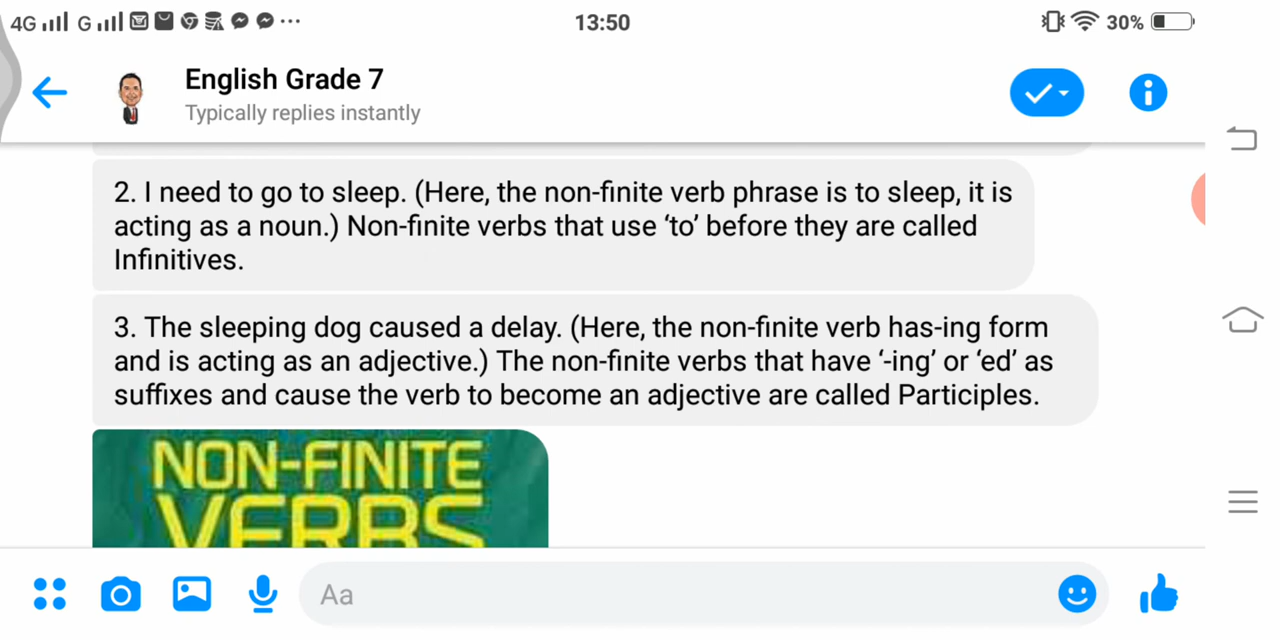 4G G 13:50 30%
English Grade 7
Typically replies instantly
2. I need to go to sleep. (Here, the non-finite verb phrase is to sleep, it is
acting as a noun.) Non-finite verbs that use ‘to’ before they are called
Infinitives.
3. The sleeping dog caused a delay. (Here, the non-finite verb has-ing form
and is acting as an adjective.) The non-finite verbs that have ‘-ing’ or ‘ed’ as
suffixes and cause the verb to become an adjective are called Participles.
NON-FINITE
VERBS
Aa